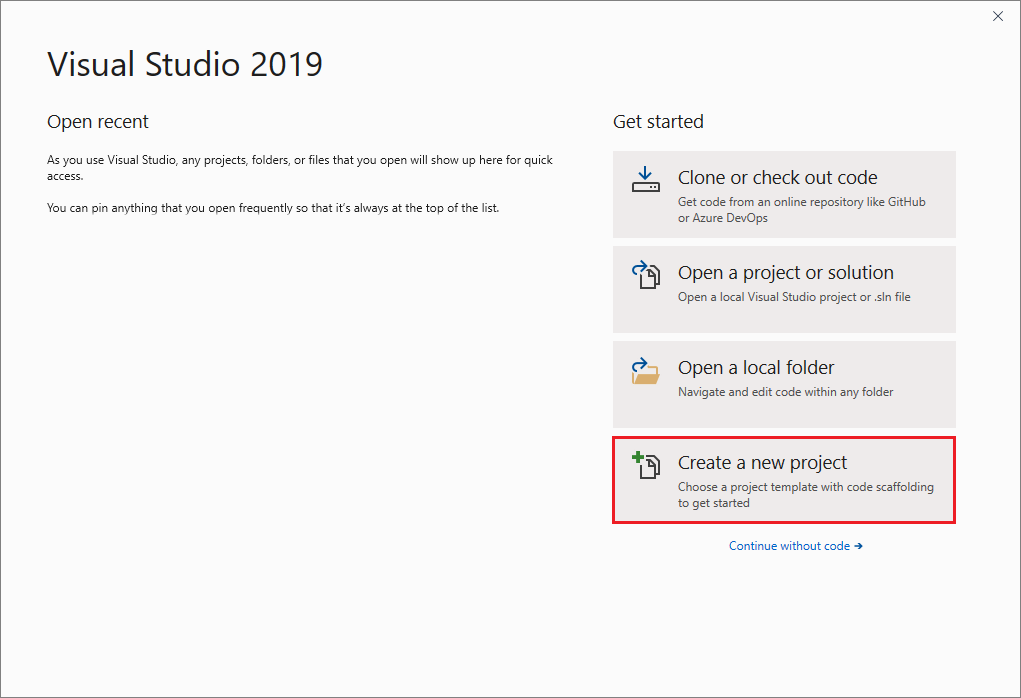 Visual Studio 2019
Open recent
As you use Visual Studio, any projects, folders, or files that you open will show up here for quick
access.
You can pin anything that you open frequently so that it's always at the top of the list.
Get started
Clone or check out code
Get code from an online repository like GitHub
or Azure DevOps
Open a project or solution
Open a local Visual Studio project or .sln file
Open a local folder
Navigate and edit code within any folder
Create a new project
Choose a project template with code scaffolding
to get started
Continue without code →